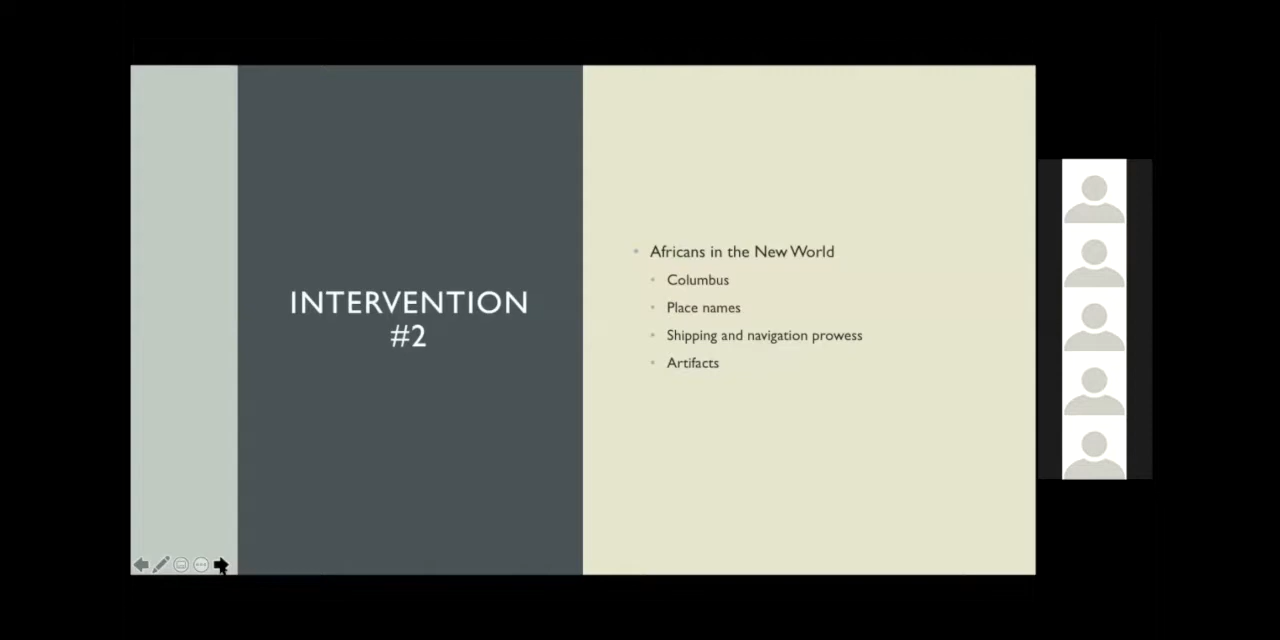 INTERVENTION
#2
Africans in the New World
Columbus
Place names
Shipping and navigation prowess
Artifacts